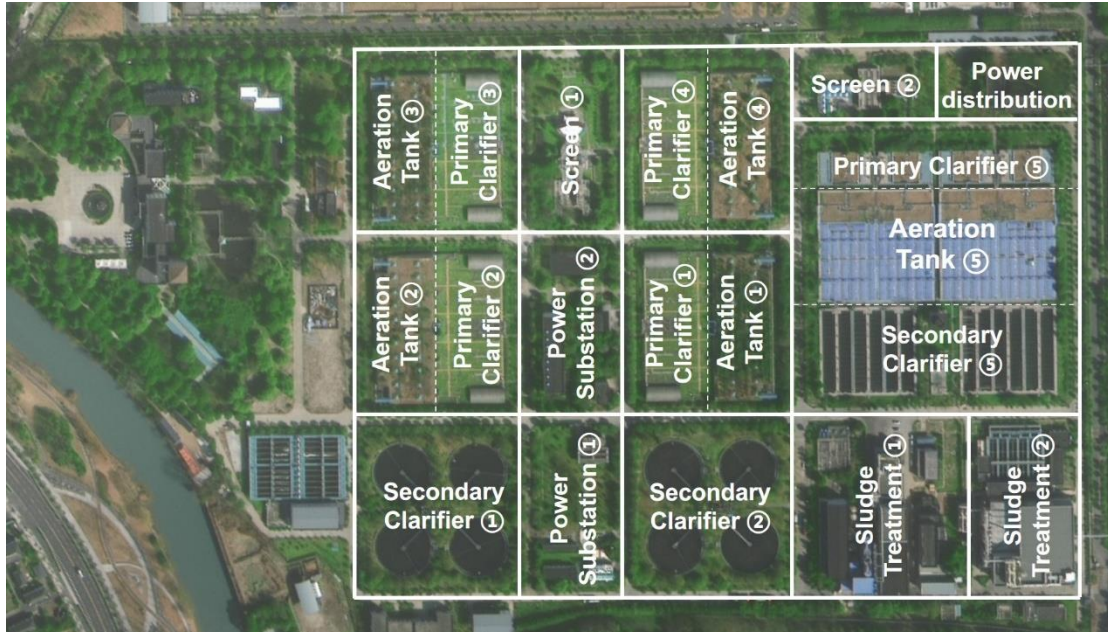 Aeration
Tank ③
Primary
Clarifier ③
Screen ①
Primary
Clarifier ④
Aeration
Tank ④
Screen ②
Power
distribution
Primary Clarifier ⑤
Aeration
Tank ⑤
Secondary
Clarifier ⑤
Aeration
Tank ②
Primary
Clarifier ②
Power
Substation ②
Primary
Clarifier ①
Aeration
Tank ①
Secondary
Clarifier ①
Power
Substation ①
Secondary
Clarifier ②
Sludge
Treatment ①
Sludge
Treatment ②